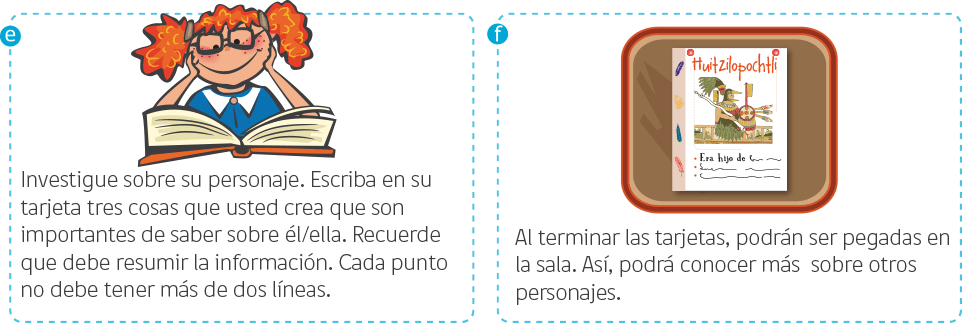 e
Investigue sobre su personaje. Escriba en su
tarjeta tres cosas que usted crea que son
importantes de saber sobre él/ella. Recuerde
que debe resumir la información. Cada punto
no debe tener más de dos líneas.
f
Huitzilopochtli
Era hijo de
Al terminar las tarjetas, podrán ser pegadas en
la sala. Así, podrá conocer más sobre otros
personajes.